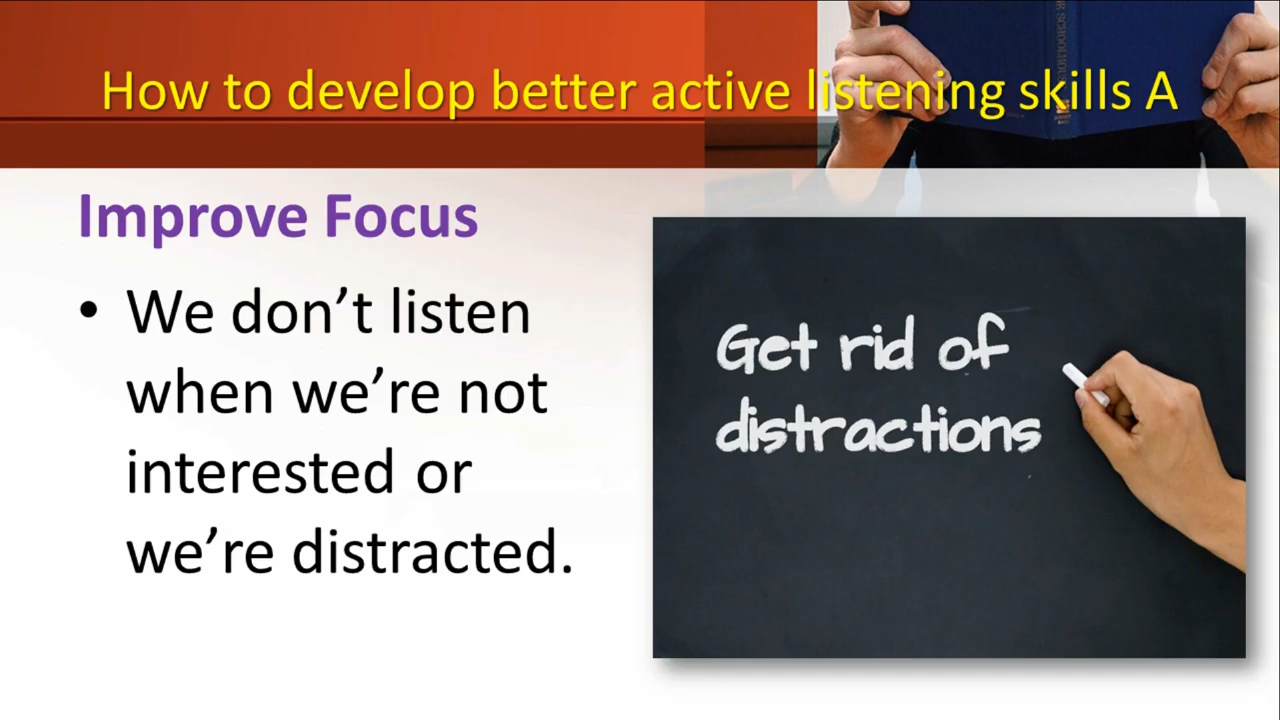 How to develop better active listening skills A
Improve Focus
• We don’t listen
when we’re not
interested or
we’re distracted.
Get rid of
distractions